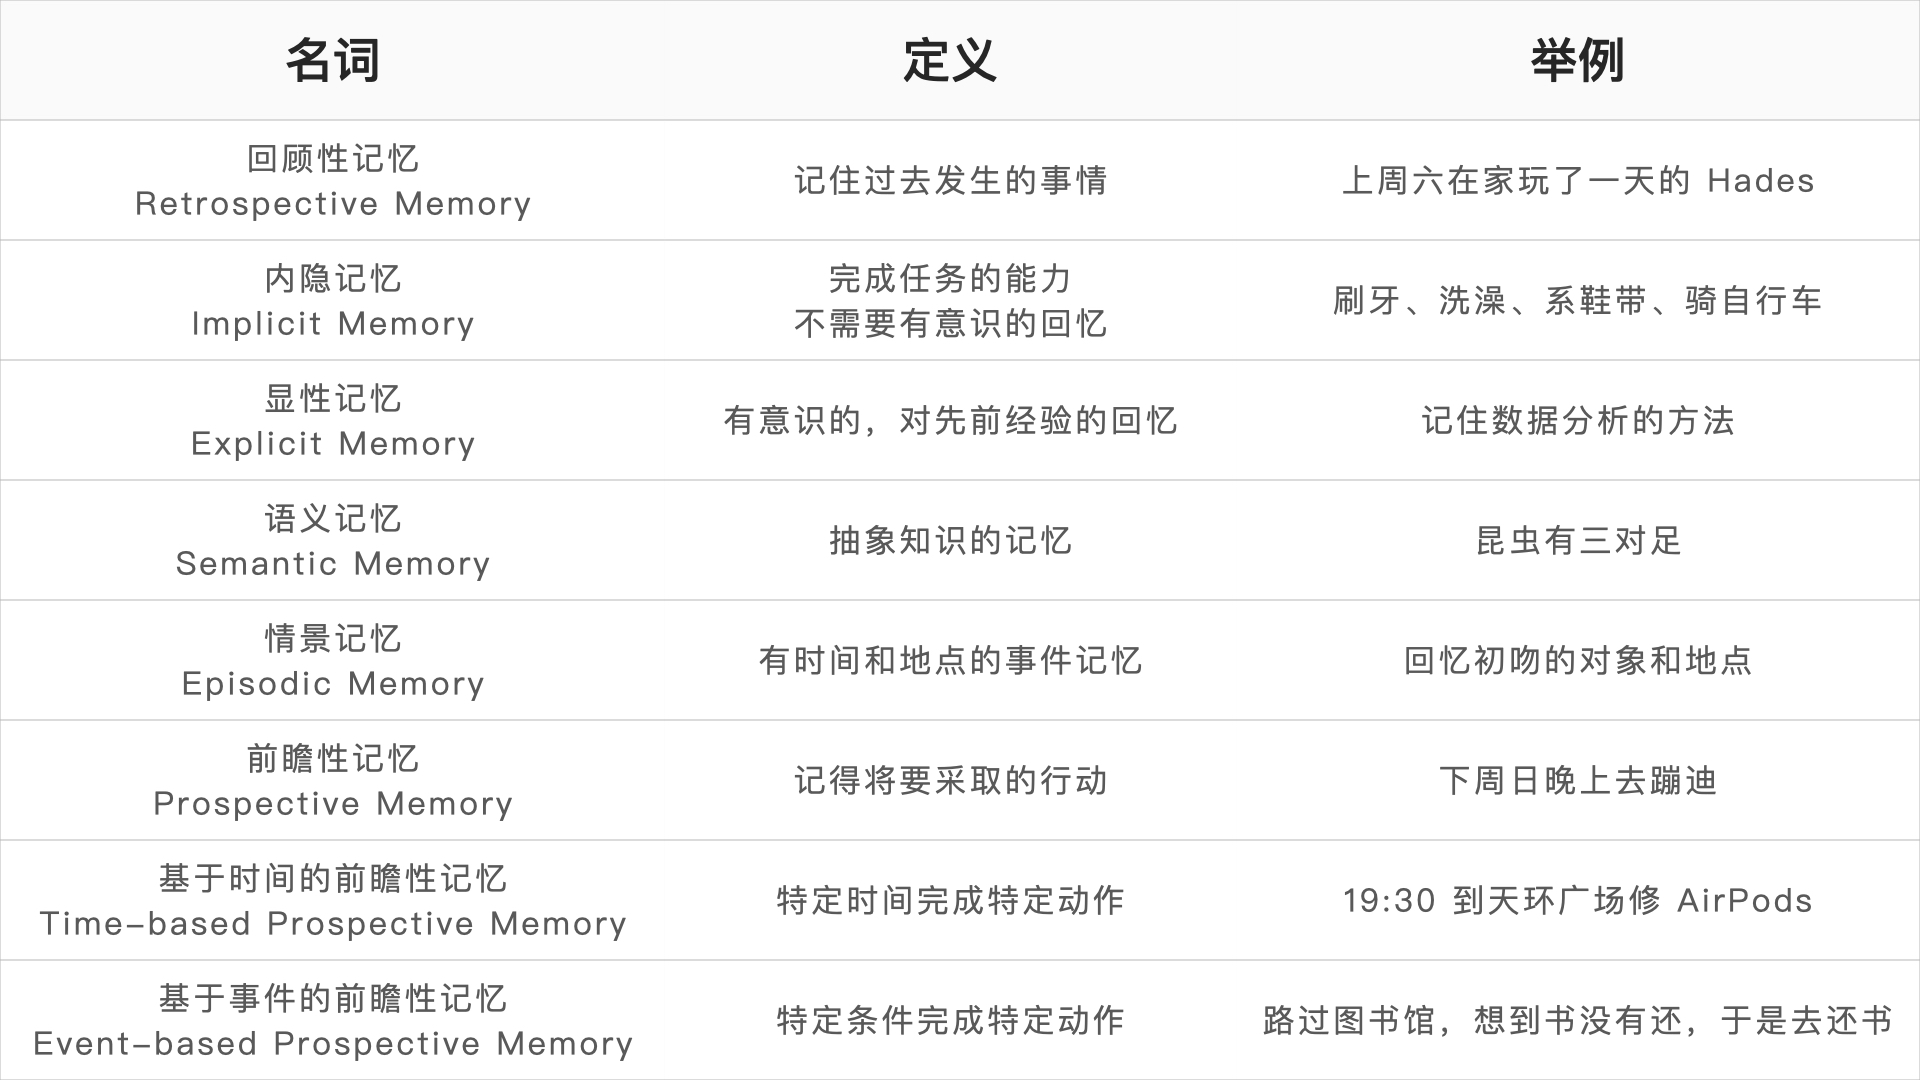 名词 定义 举例
回顾性记忆
Retrospective Memory
记住过去发生的事情
上周六在家玩了一天的 Hades
内隐记忆
Implicit Memory
完成任务的能力
不需要有意识的回忆
刷牙、洗澡、系鞋带、骑自行车
显性记忆
Explicit Memory
有意识的，对先前经验的回忆
记住数据分析的方法
语义记忆
Semantic Memory
抽象知识的记忆
昆虫有三对足
情景记忆
Episodic Memory
有时间和地点的事件记忆
回忆初吻的对象和地点
前瞻性记忆
Prospective Memory
记得将要采取的行动
下周日晚上去蹦迪
基于时间的前瞻性记忆
Time-based Prospective Memory
特定时间完成特定动作
19:30 到天环广场修 AirPods
基于事件的前瞻性记忆
Event-based Prospective Memory
特定条件完成特定动作
路过图书馆，想到书没有还，于是去还书